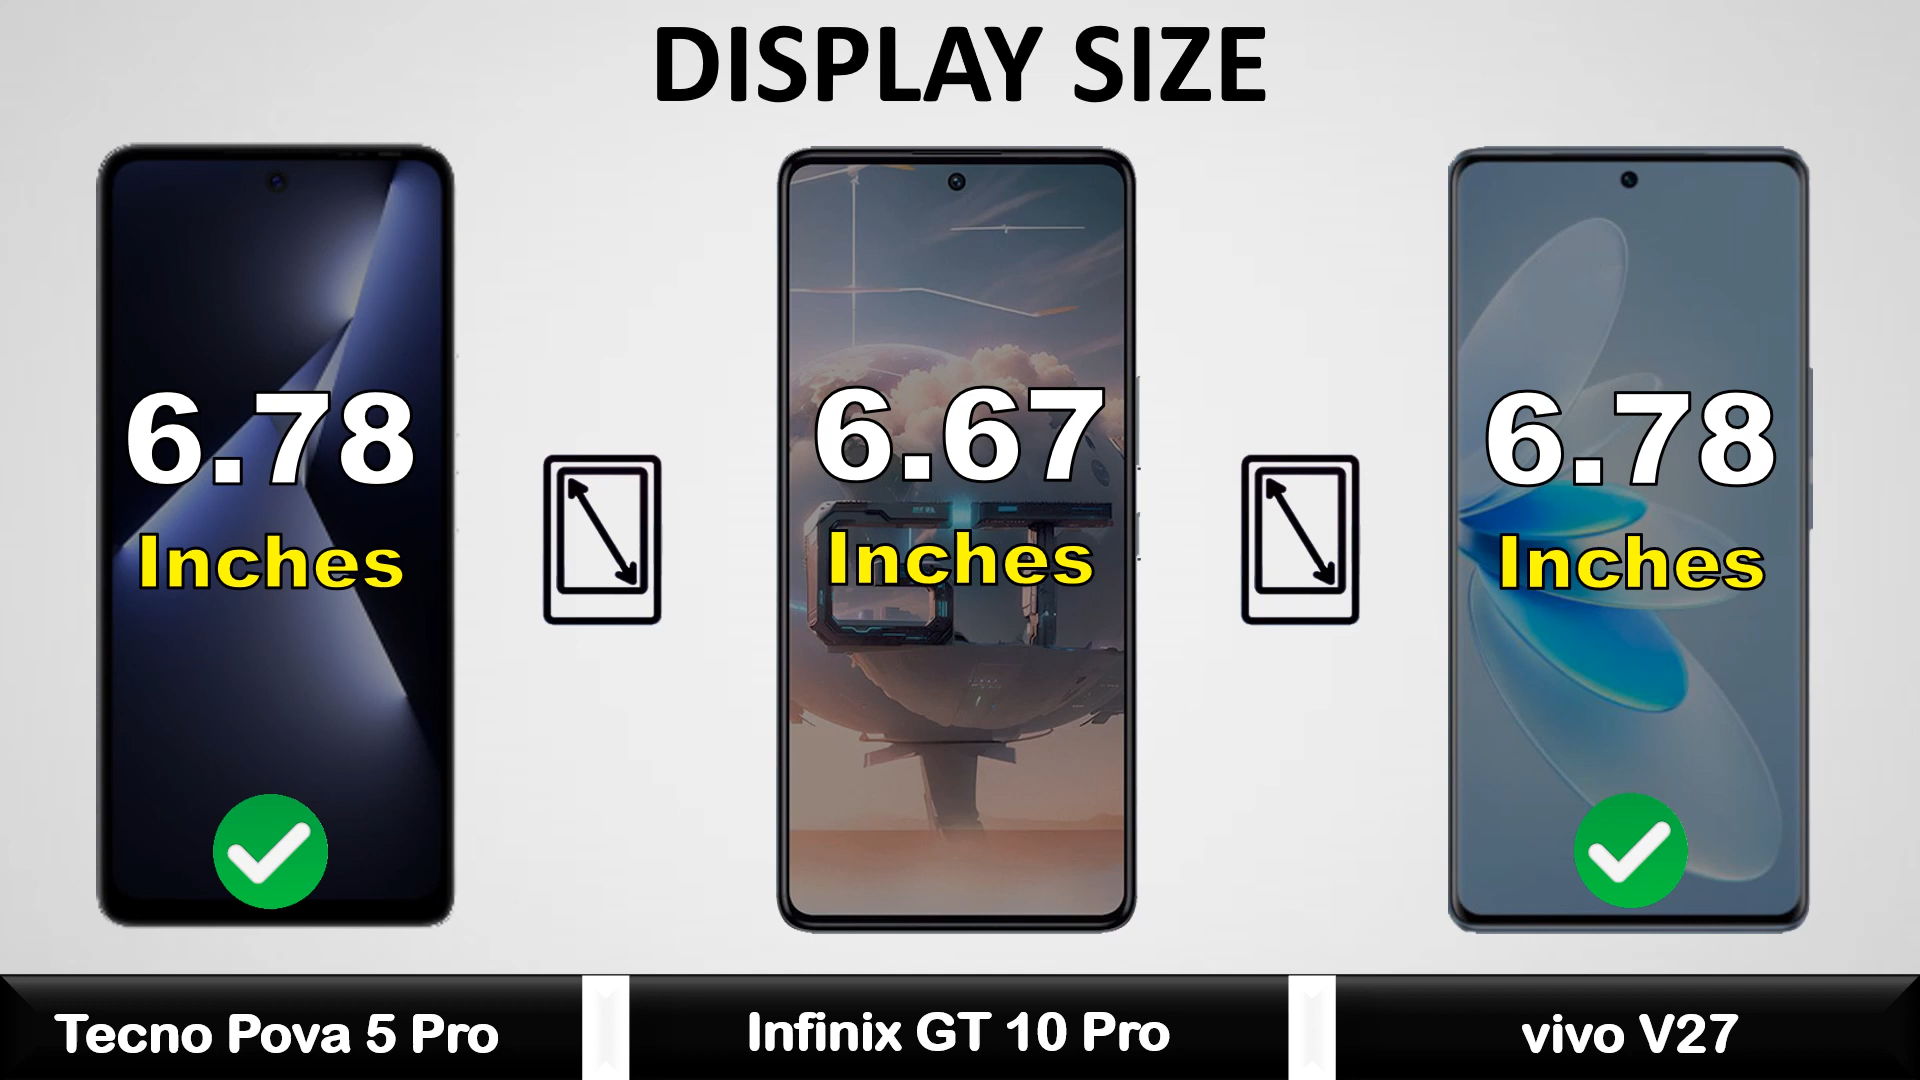 DISPLAY SIZE
6.78
Inches
6.67
Inches
6.78
Inches
Tecno Pova 5 Pro
Infinix GT 10 Pro
vivo V27